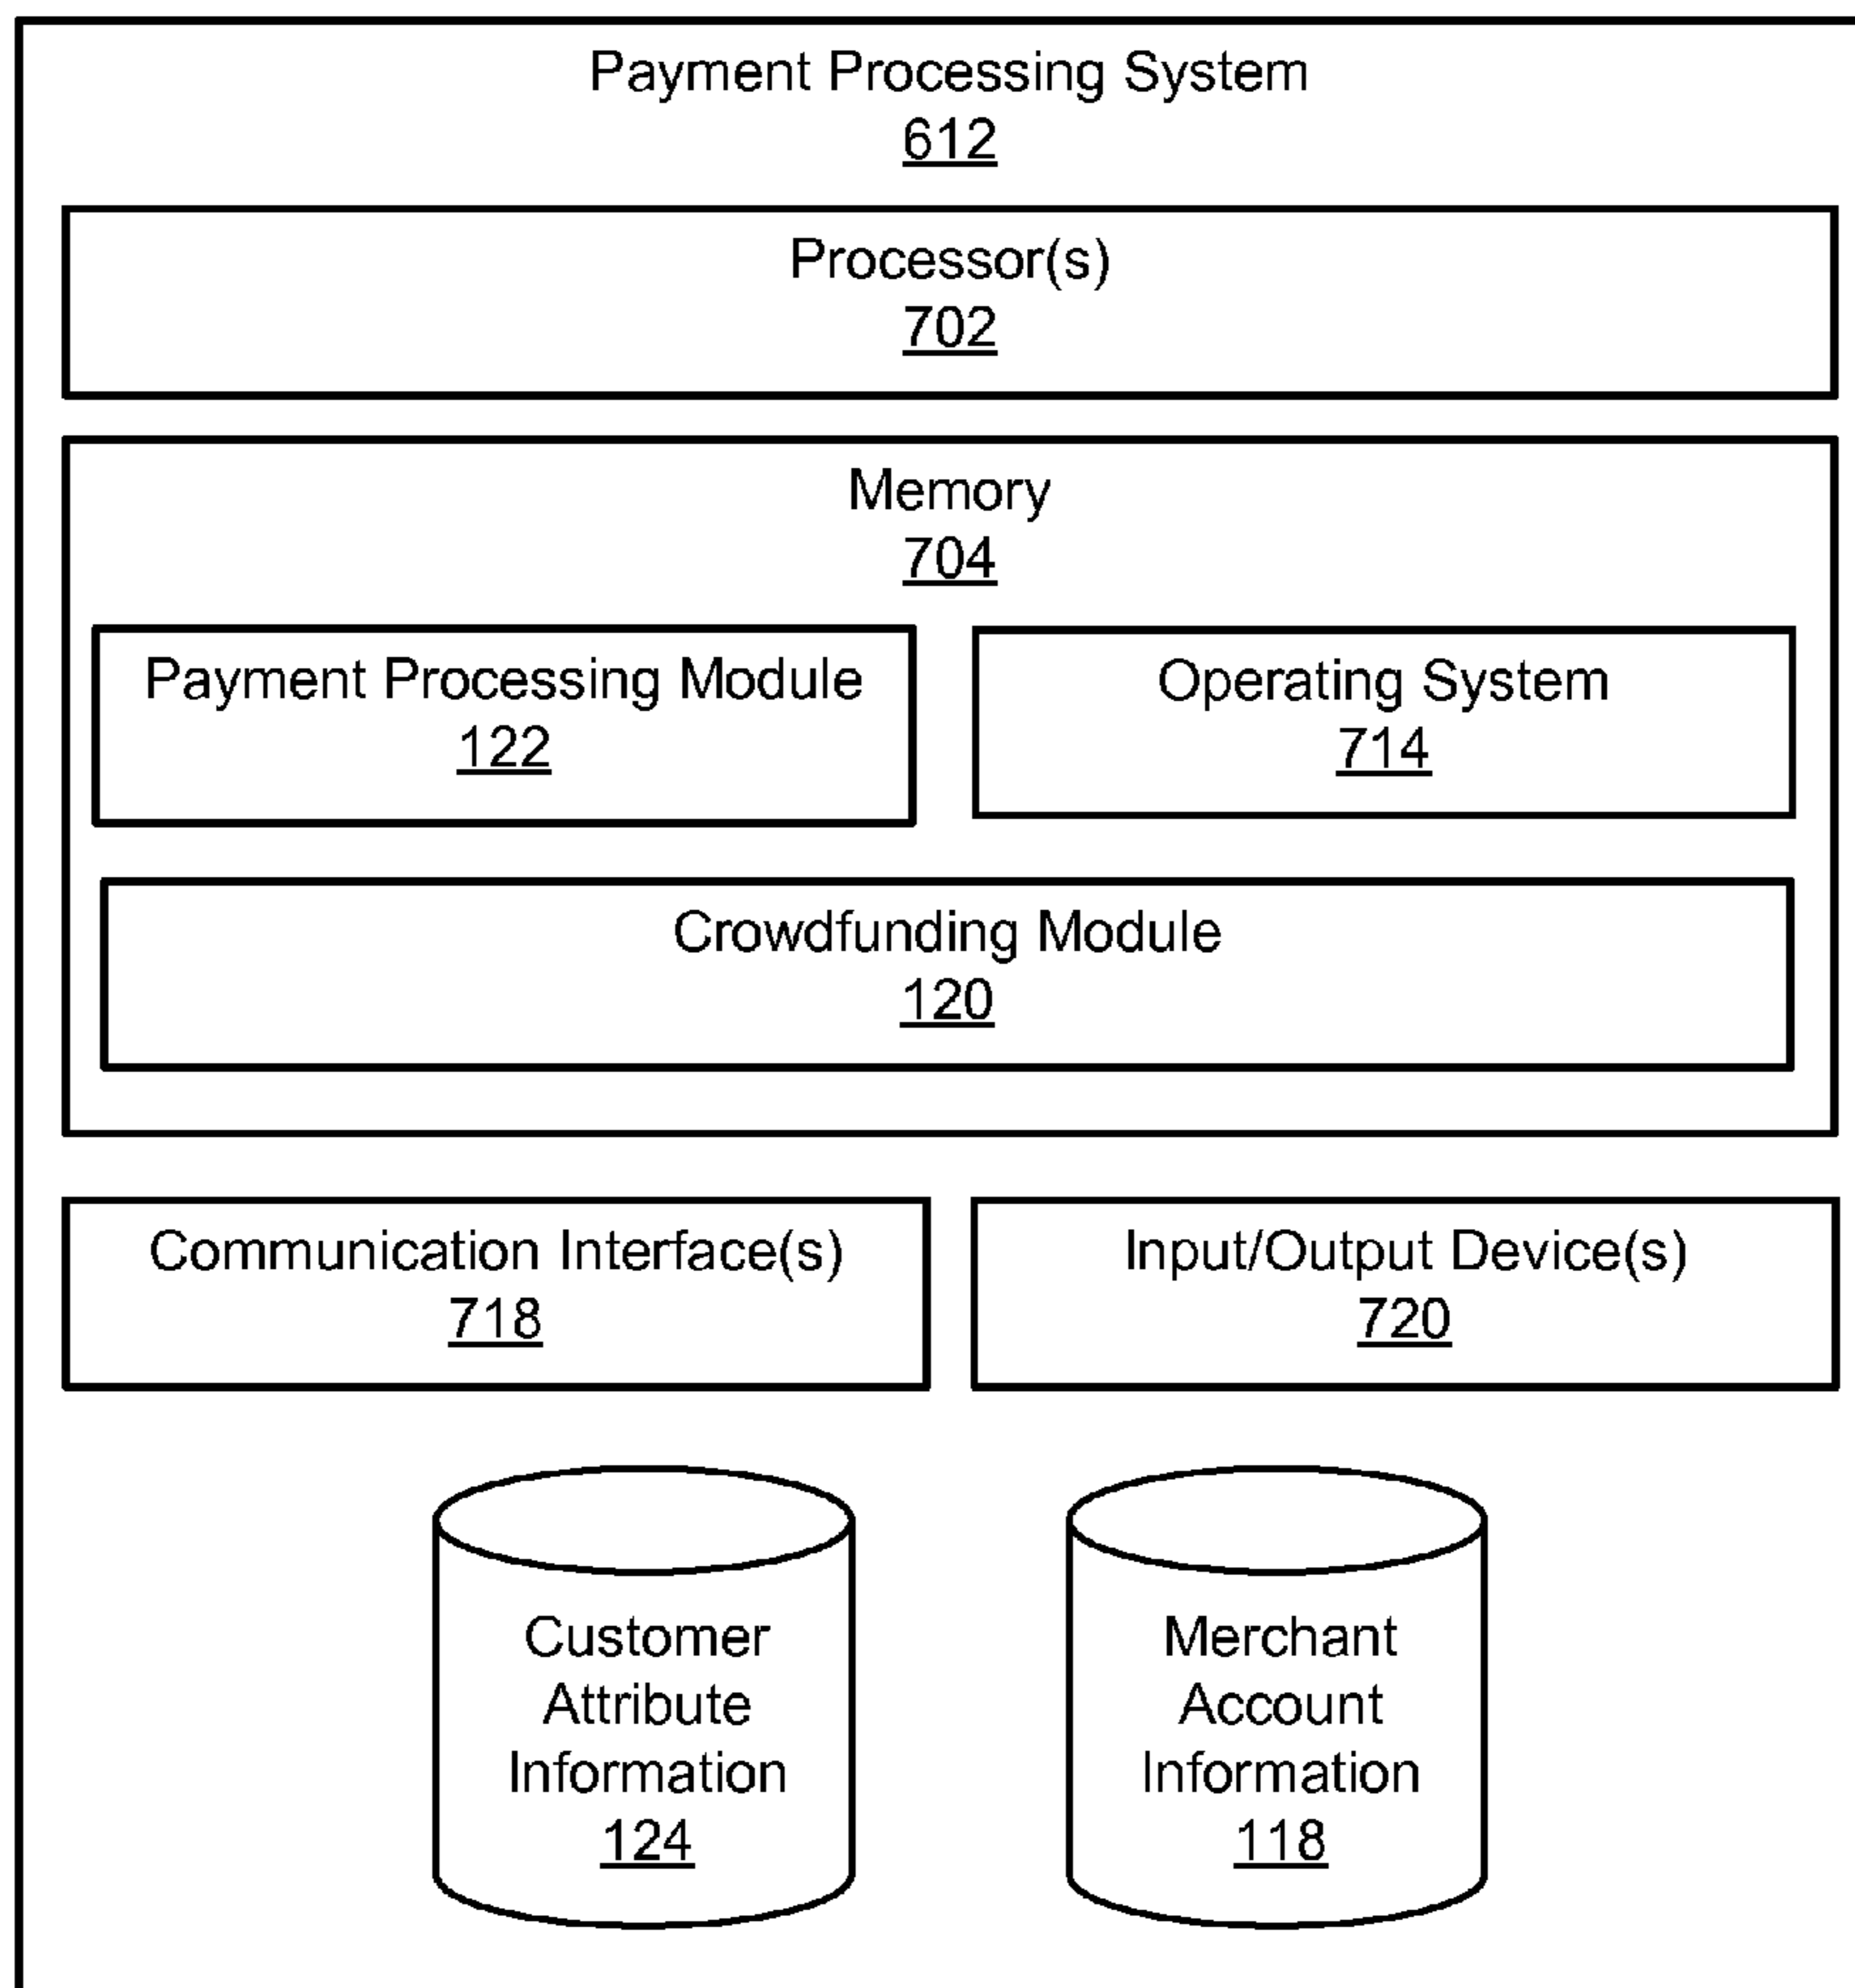 Payment Processing System
612
Processor(s)
702
Memory
704
Payment Processing Module
122
Operating System
714
Crowdfunding Module
120
Communication Interface(s)
718
Input/Output Device(s)
720
Customer
Attribute
Information
124
Merchant
Account
Information
118